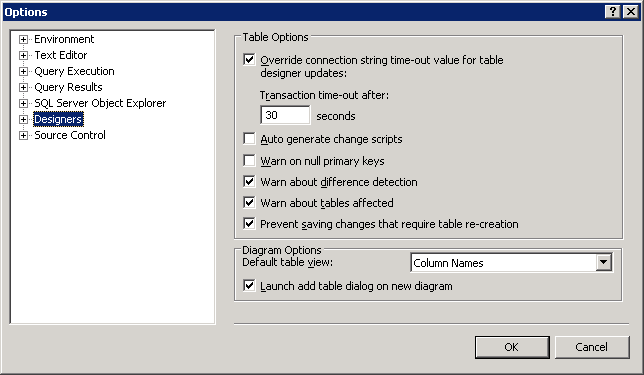 Options
Environment
Text Editor
Query Execution
Query Results
SQL Server Object Explorer
Designers
Source Control
Table Options
Override connection string time-out value for table
designer updates:
Transaction time-out after:
30 seconds
Auto generate change scripts
Warn on null primary keys
Warn about difference detection
Warn about tables affected
Prevent saving changes that require table re-creation
Diagram Options
Default table view: Column Names
Launch add table dialog on new diagram
OK Cancel